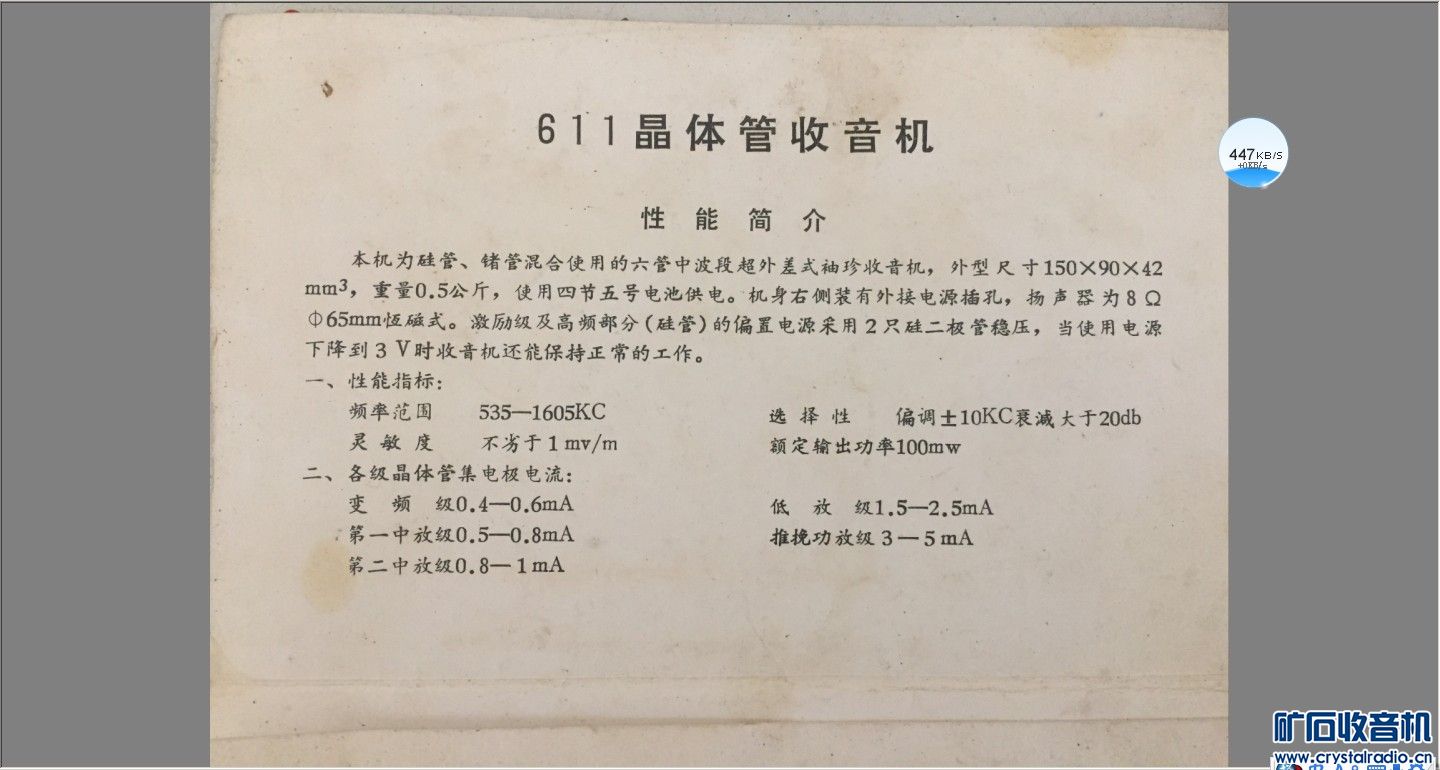 611晶体管收音机
性能简介
本机为硅管、锗管混合使用的六管中波段超外差式袖珍收音机，外型尺寸150×90×42
mm³，重量0.5公斤，使用四节五号电池供电。机身右侧装有外接电源插孔，扬声器为8Ω
Φ65mm恆磁式。激励级及高频部分(硅管)的偏置电源采用2只硅二极管稳压，当使用电源
下降到3V时收音机还能保持正常的工作。
一、性能指标：
频率范围 535—1605KC 选择性 偏调±10KC衰减大于20db
灵敏度 不劣于1mv/m 额定输出功率100mw
二、各级晶体管集电极电流：
变频级0.4—0.6mA 低放级1.5—2.5mA
第一中放级0.5—0.8mA 推挽功放级3—5mA
第二中放级0.8—1mA
447KB/S
+0KB/s
矿石收音机
www.crystalradio.cn